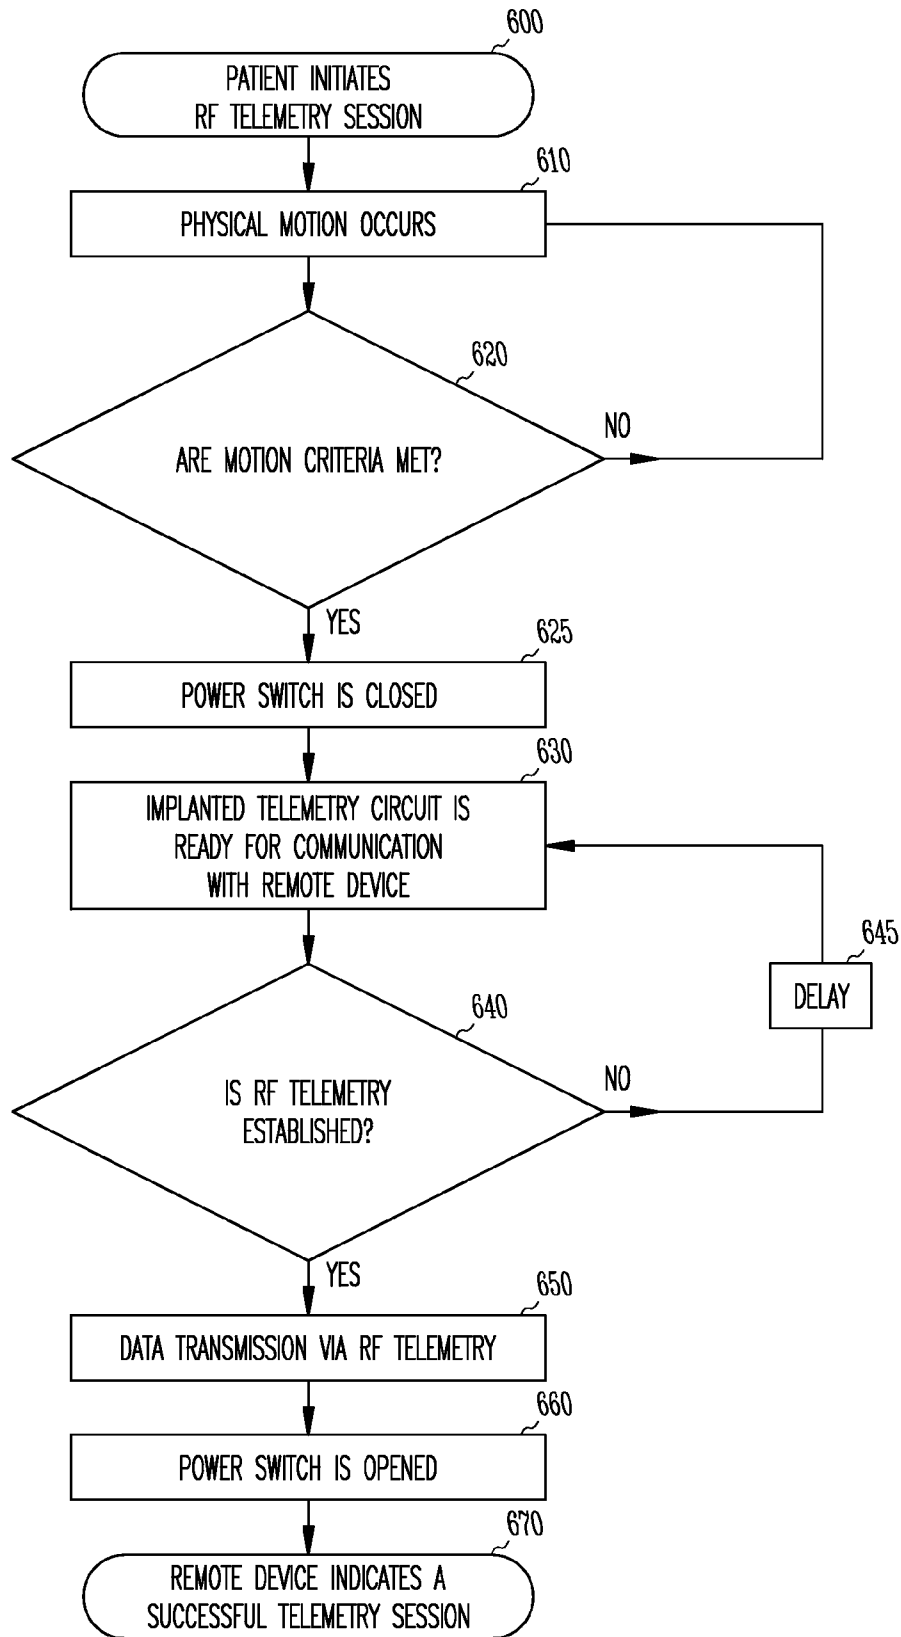 600
PATIENT INITIATES
RF TELEMETRY SESSION
610
PHYSICAL MOTION OCCURS
620
ARE MOTION CRITERIA MET?
NO
YES
625
POWER SWITCH IS CLOSED
630
IMPLANTED TELEMETRY CIRCUIT IS
READY FOR COMMUNICATION
WITH REMOTE DEVICE
645
DELAY
640
IS RF TELEMETRY
ESTABLISHED?
NO
YES
650
DATA TRANSMISSION VIA RF TELEMETRY
660
POWER SWITCH IS OPENED
670
REMOTE DEVICE INDICATES A
SUCCESSFUL TELEMETRY SESSION